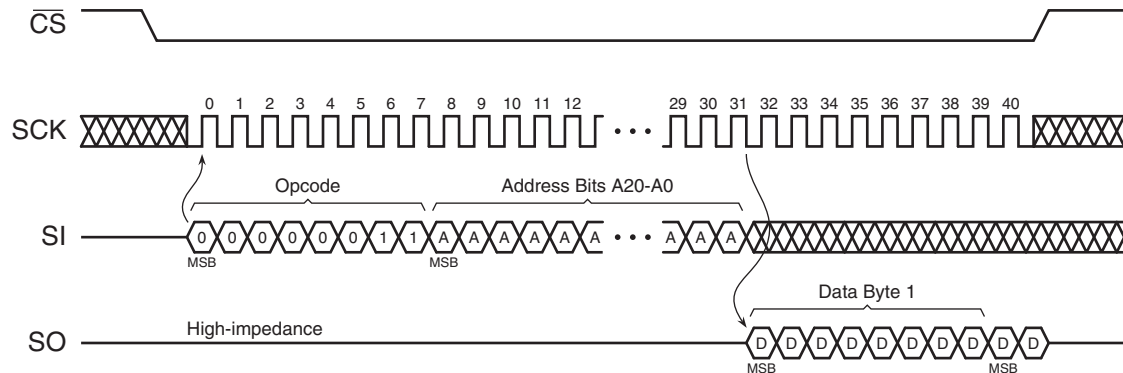 CS
0 1 2 3 4 5 6 7 8 9 10 11 12 29 30 31 32 33 34 35 36 37 38 39 40
SCK • • •
Opcode Address Bits A20-A0
SI 0 0 0 0 0 0 1 1 A A A A A A • • • A A A
MSB MSB
Data Byte 1
High-impedance
SO D D D D D D D D D D
MSB MSB